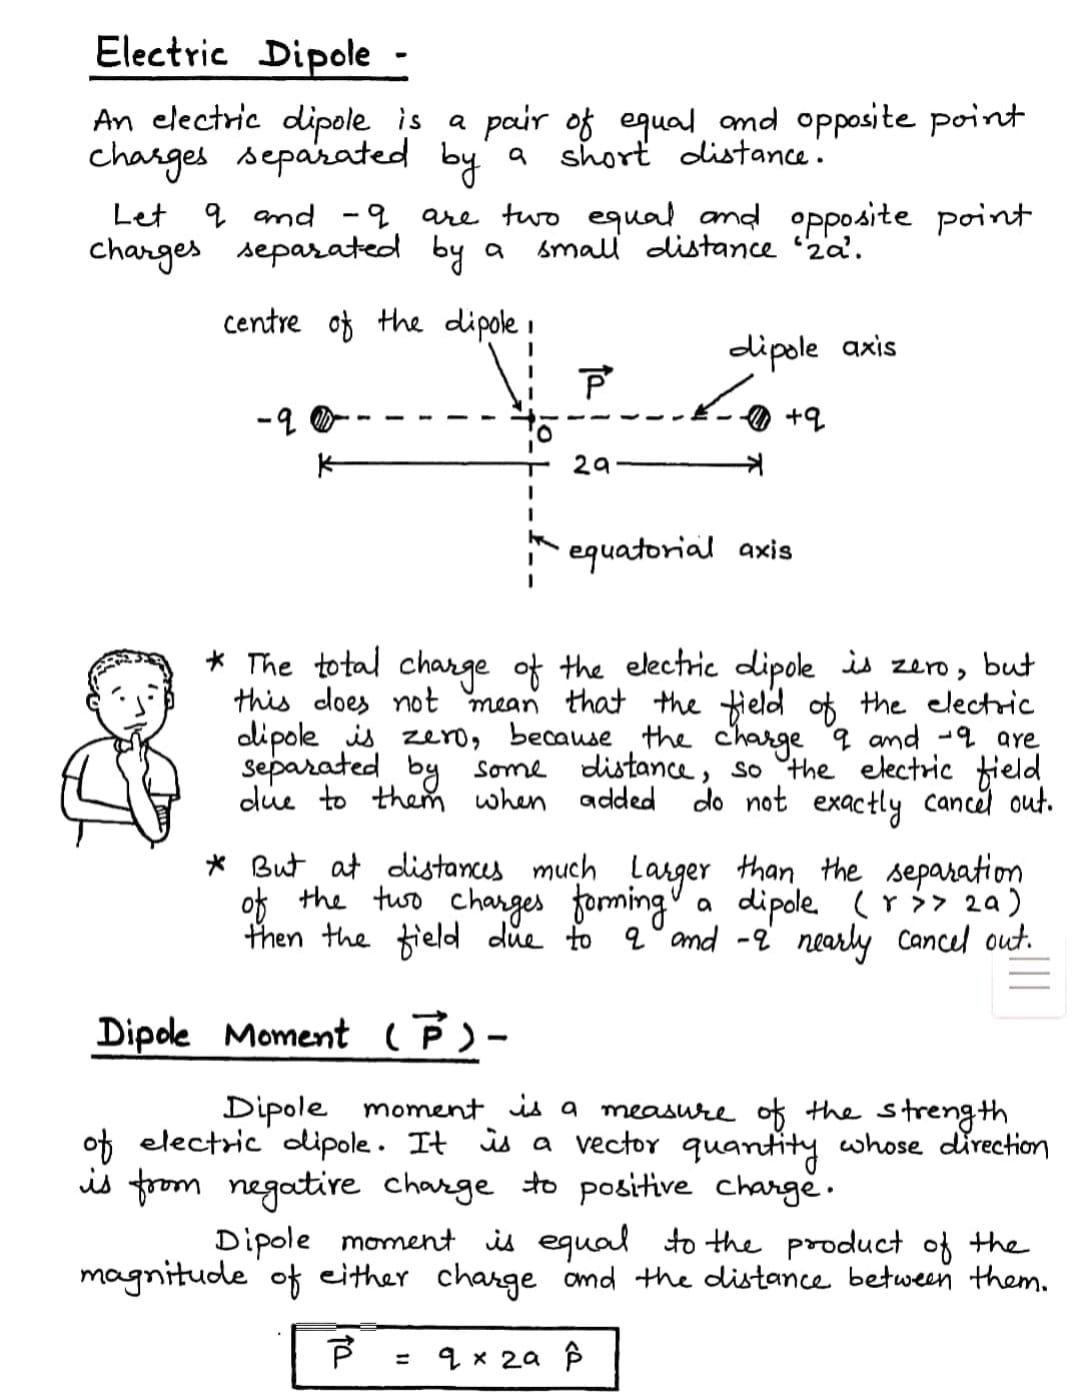 Electric Dipole -
An electric dipole is a pair of equal and opposite point
charges separated by a short distance.
Let q and -q are two equal and opposite point
charges separated by a small distance '2a'.
centre of the dipole
dipole axis
P⃗
-q
+q
O
2a
equatorial axis
* The total charge of the electric dipole is zero, but
this does not mean that the field of the electric
dipole is zero, because the charge q and -q are
separated by some distance, so the electric field
due to them when added do not exactly cancel out.
* But at distances much larger than the separation
of the two charges forming a dipole (r >> 2a)
then the field due to q and -q nearly cancel out.
Dipole Moment (P⃗) -
Dipole moment is a measure of the strength
of electric dipole. It is a vector quantity whose direction
is from negative charge to positive charge.
Dipole moment is equal to the product of the
magnitude of either charge and the distance between them.
P⃗ = q × 2a p̂